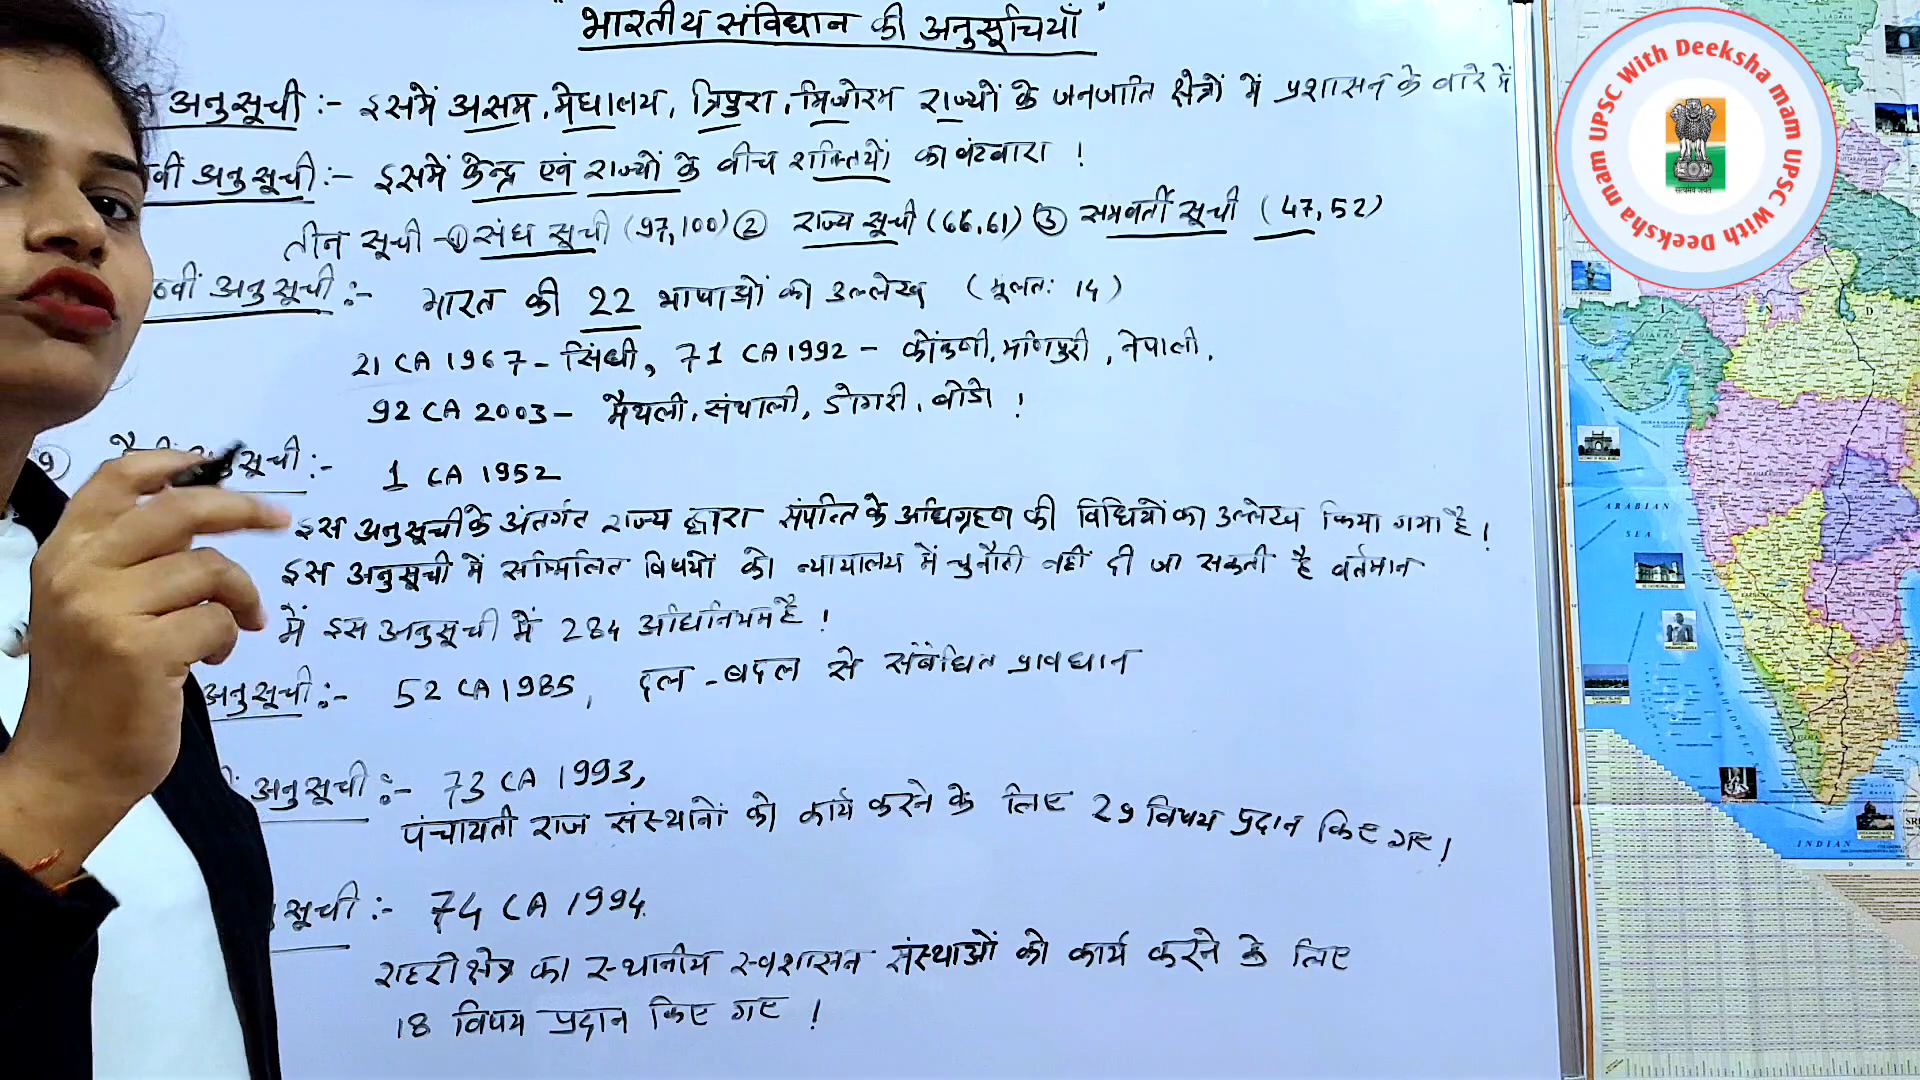 "भारतीय संविधान की अनुसूचियाँ"
अनुसूची :- इसमें असम, मेघालय, त्रिपुरा, मिजोरम राज्यों के जनजाति क्षेत्रों में प्रशासन के बारे में
वीं अनुसूची :- इसमें केन्द्र एवं राज्यों के बीच शक्तियों का बंटवारा !
तीन सूची - ① संघ सूची (97,100) ② राज्य सूची (66,61) ③ समवर्ती सूची (47,52)
वीं अनुसूची :- भारत की 22 भाषाओं का उल्लेख (मूलत: 14)
21 CA 1967 - सिंधी, 71 CA 1992 - कोंकणी, मणिपुरी, नेपाली,
92 CA 2003 - मैथली, संथाली, डोगरी, बोडो !
9 सूची :- 1 CA 1952
इस अनुसूची के अंतर्गत राज्य द्वारा संपत्ति के अधिग्रहण की विधियों का उल्लेख किया गया है !
इस अनुसूची में सम्मिलित विषयों को न्यायालय में चुनौती नहीं दी जा सकती है वर्तमान
में इस अनुसूची में 284 अधिनियम है !
अनुसूची :- 52 CA 1985, दल-बदल से संबंधित प्रावधान
अनुसूची :- 73 CA 1993,
पंचायती राज संस्थानों को कार्य करने के लिए 29 विषय प्रदान किए गए !
सूची :- 74 CA 1994
शहरी क्षेत्र का स्थानीय स्वशासन संस्थाओं को कार्य करने के लिए
18 विषय प्रदान किए गए !
UPSC With Deeksha mam UPSC With Deeksha mam
सत्यमेव जयते
ARABIAN
SEA
INDIAN